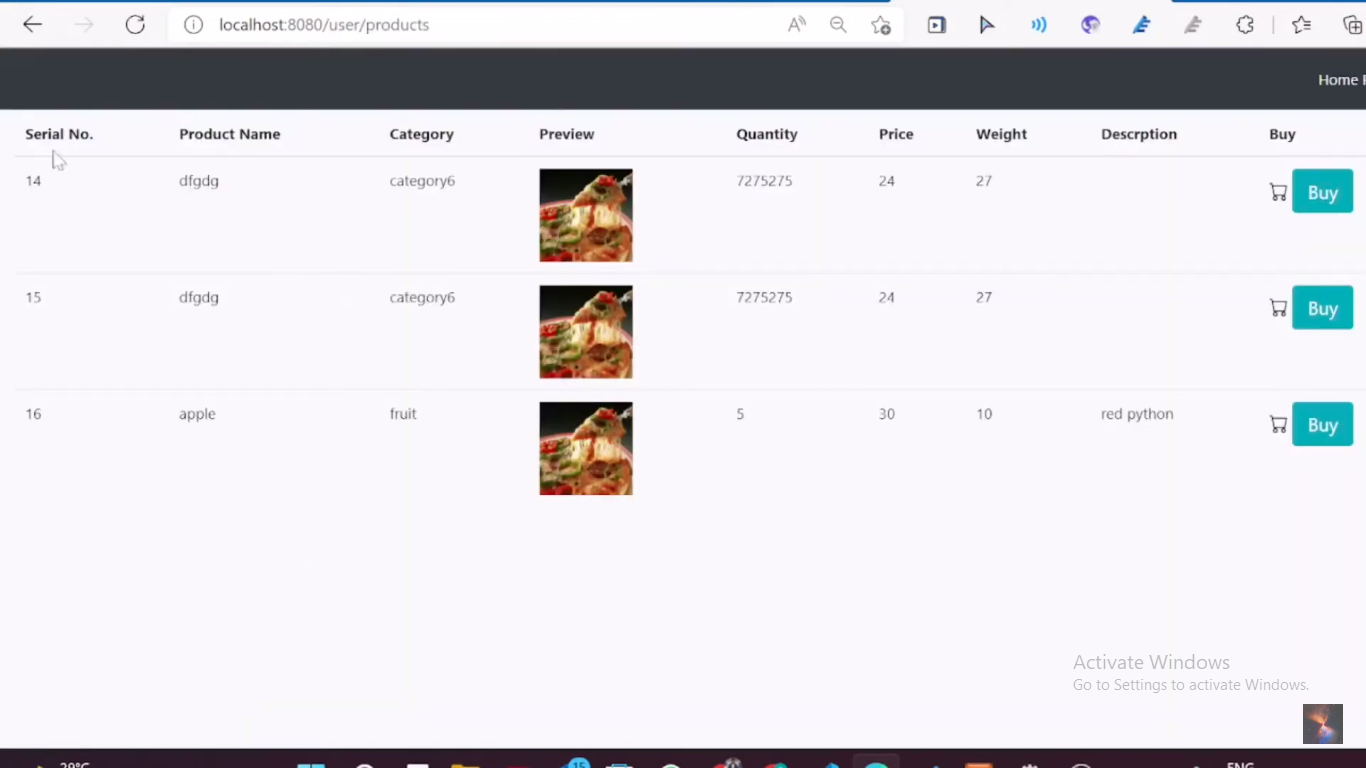 localhost:8080/user/products
Home
Serial No. Product Name Category Preview Quantity Price Weight Descrption Buy
14 dfgdg category6 7275275 24 27 Buy
15 dfgdg category6 7275275 24 27 Buy
16 apple fruit 5 30 10 red python Buy
Activate Windows
Go to Settings to activate Windows.
29°C 15 ENG